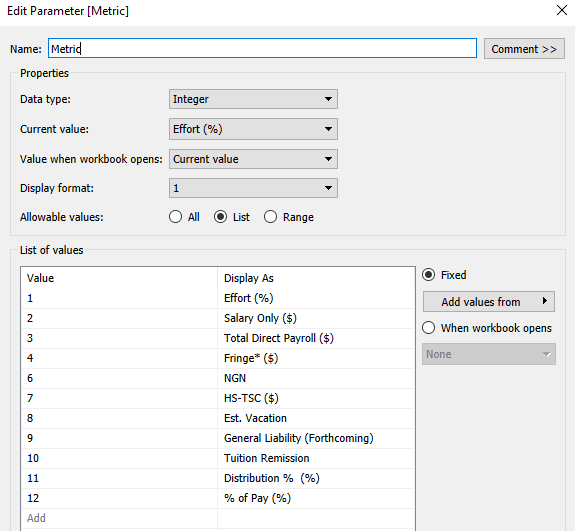 Edit Parameter [Metric]
Name: Metric Comment >>
Properties
Data type: Integer
Current value: Effort (%)
Value when workbook opens: Current value
Display format: 1
Allowable values: All List Range
List of values
Value Display As
1 Effort (%)
2 Salary Only ($)
3 Total Direct Payroll ($)
4 Fringe* ($)
6 NGN
7 HS-TSC ($)
8 Est. Vacation
9 General Liability (Forthcoming)
10 Tuition Remission
11 Distribution %  (%)
12 % of Pay (%)
Add
Fixed
Add values from
When workbook opens
None